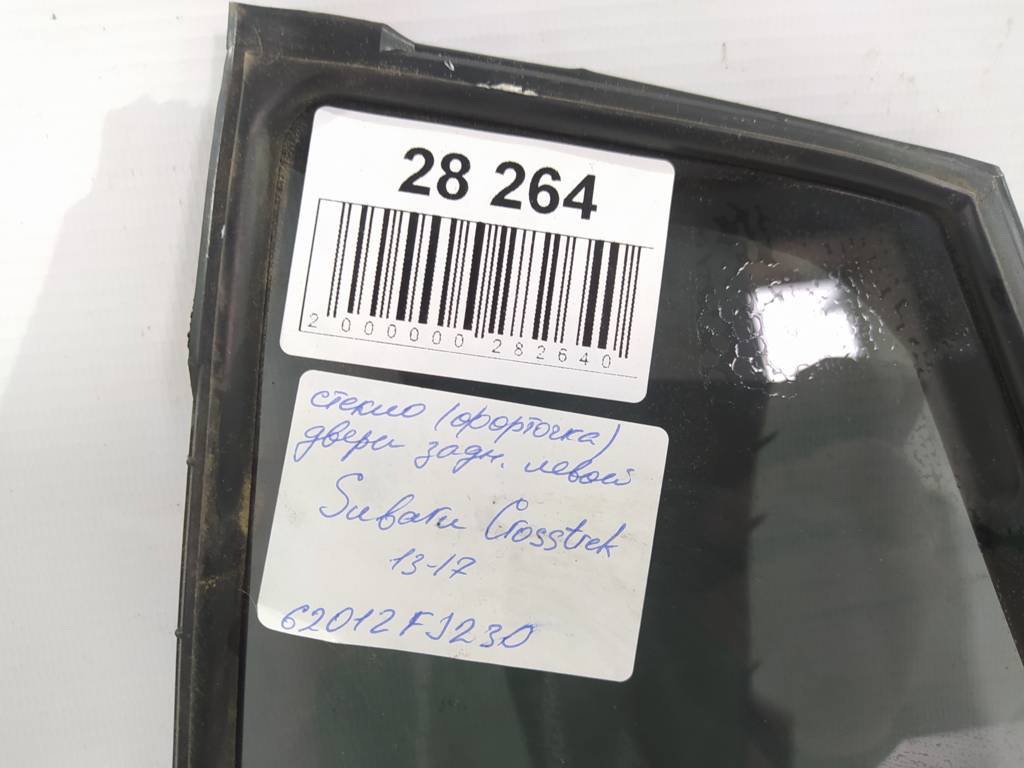 28 264
2 000000 282640
стекло (форточка)
двери задн. левой
Subaru Crosstrek
13-17
62012FJ230